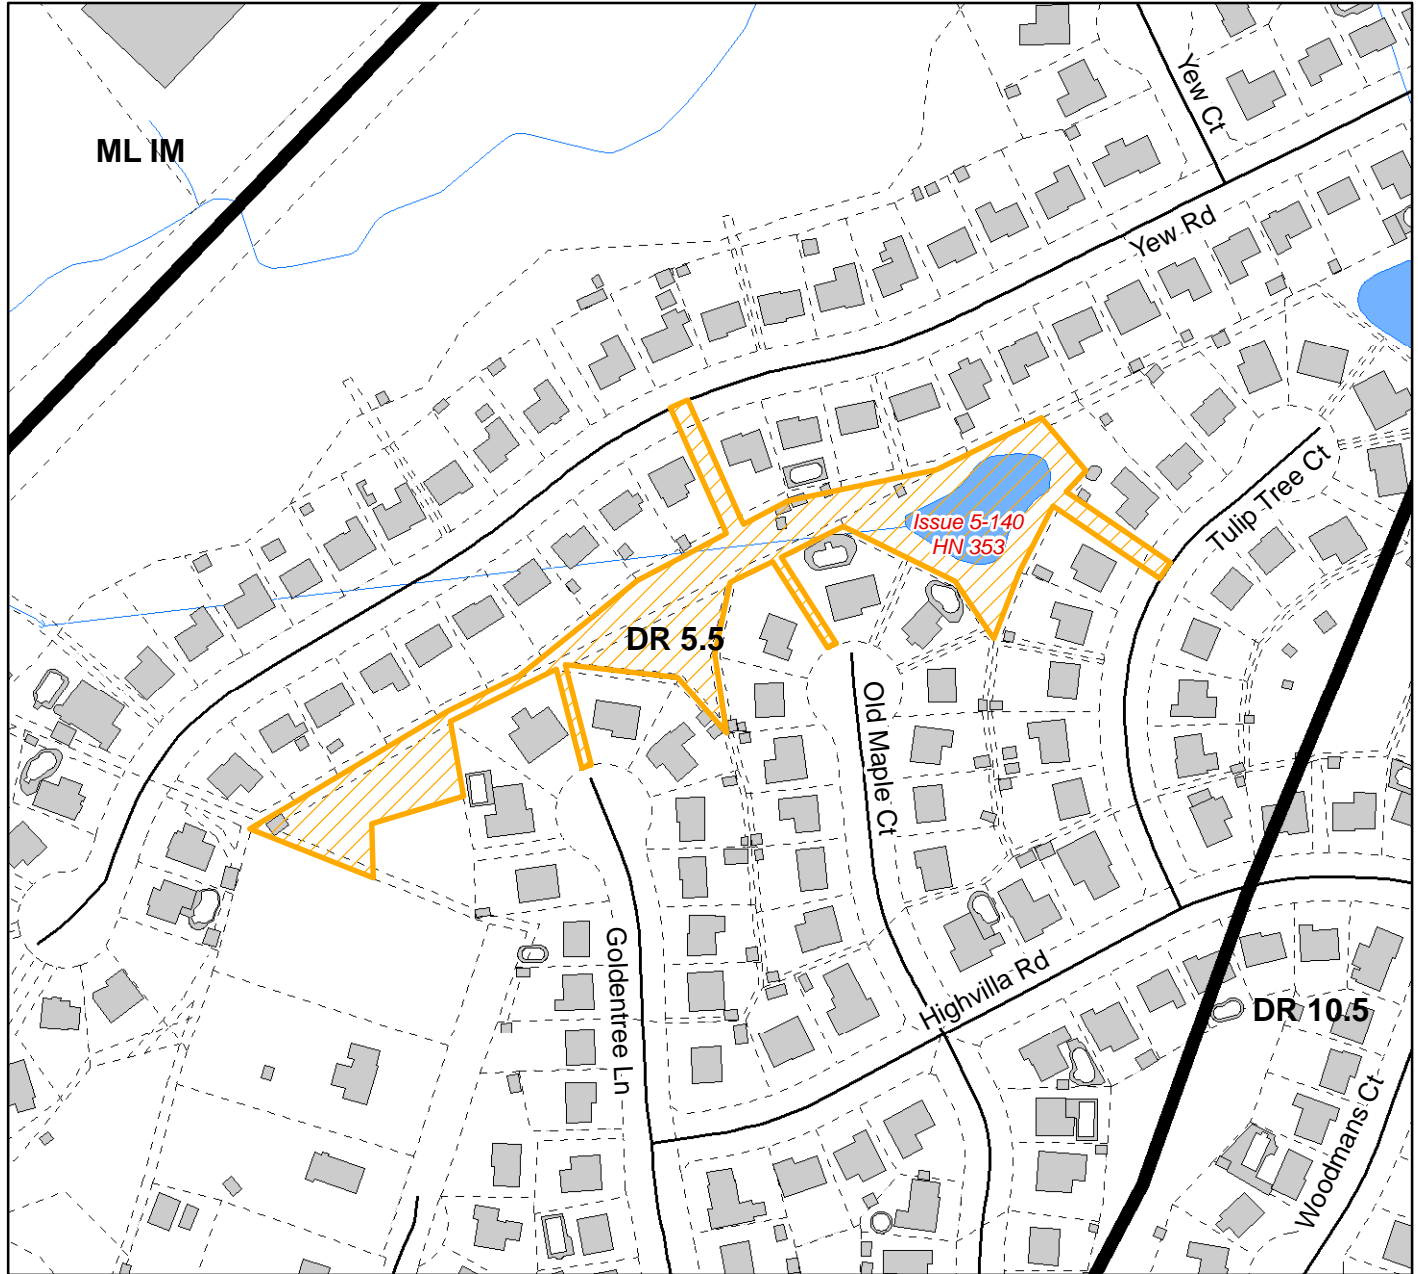 Yew Ct
ML IM
Yew Rd
Tulip Tree Ct
Issue 5-140
HN 353
DR 5.5
Old Maple Ct
Goldentree Ln
Highvilla Rd
DR 10.5
Woodmans Ct